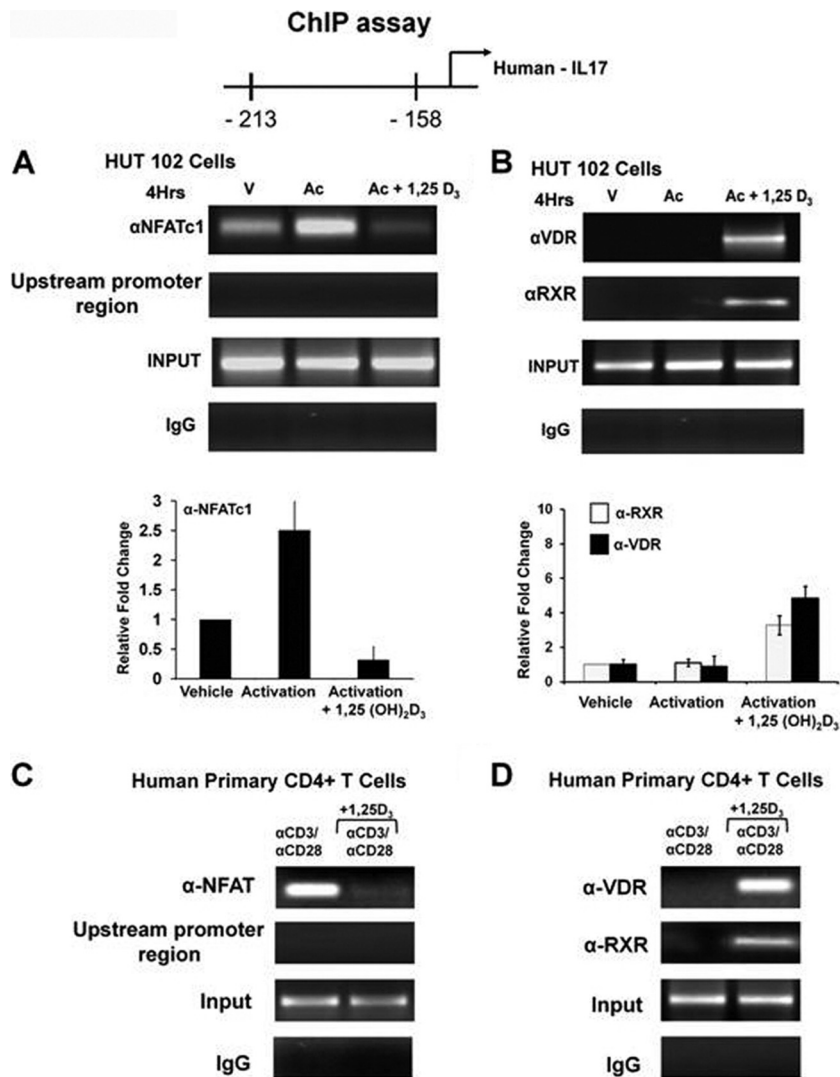 ChIP assay
Human - IL17
- 213
- 158
A
HUT 102 Cells
4Hrs V Ac Ac + 1,25 D3
αNFATc1
Upstream promoter
region
INPUT
IgG
α-NFATc1
Relative Fold Change
3
2.5
2
1
0.5
0
Vehicle Activation Activation
+ 1,25 (OH)2D3
B
HUT 102 Cells
4Hrs V Ac Ac + 1,25 D3
αVDR
αRXR
INPUT
IgG
α-RXR
α-VDR
Relative Fold Change
10
8
6
4
2
0
Vehicle Activation Activation
+ 1,25 (OH)2D3
C
Human Primary CD4+ T Cells
+1,25D3
αCD3/ αCD3/
αCD28 αCD28
α-NFAT
Upstream promoter
region
Input
IgG
D
Human Primary CD4+ T Cells
+1,25D3
αCD3/ αCD3/
αCD28 αCD28
α-VDR
α-RXR
Input
IgG